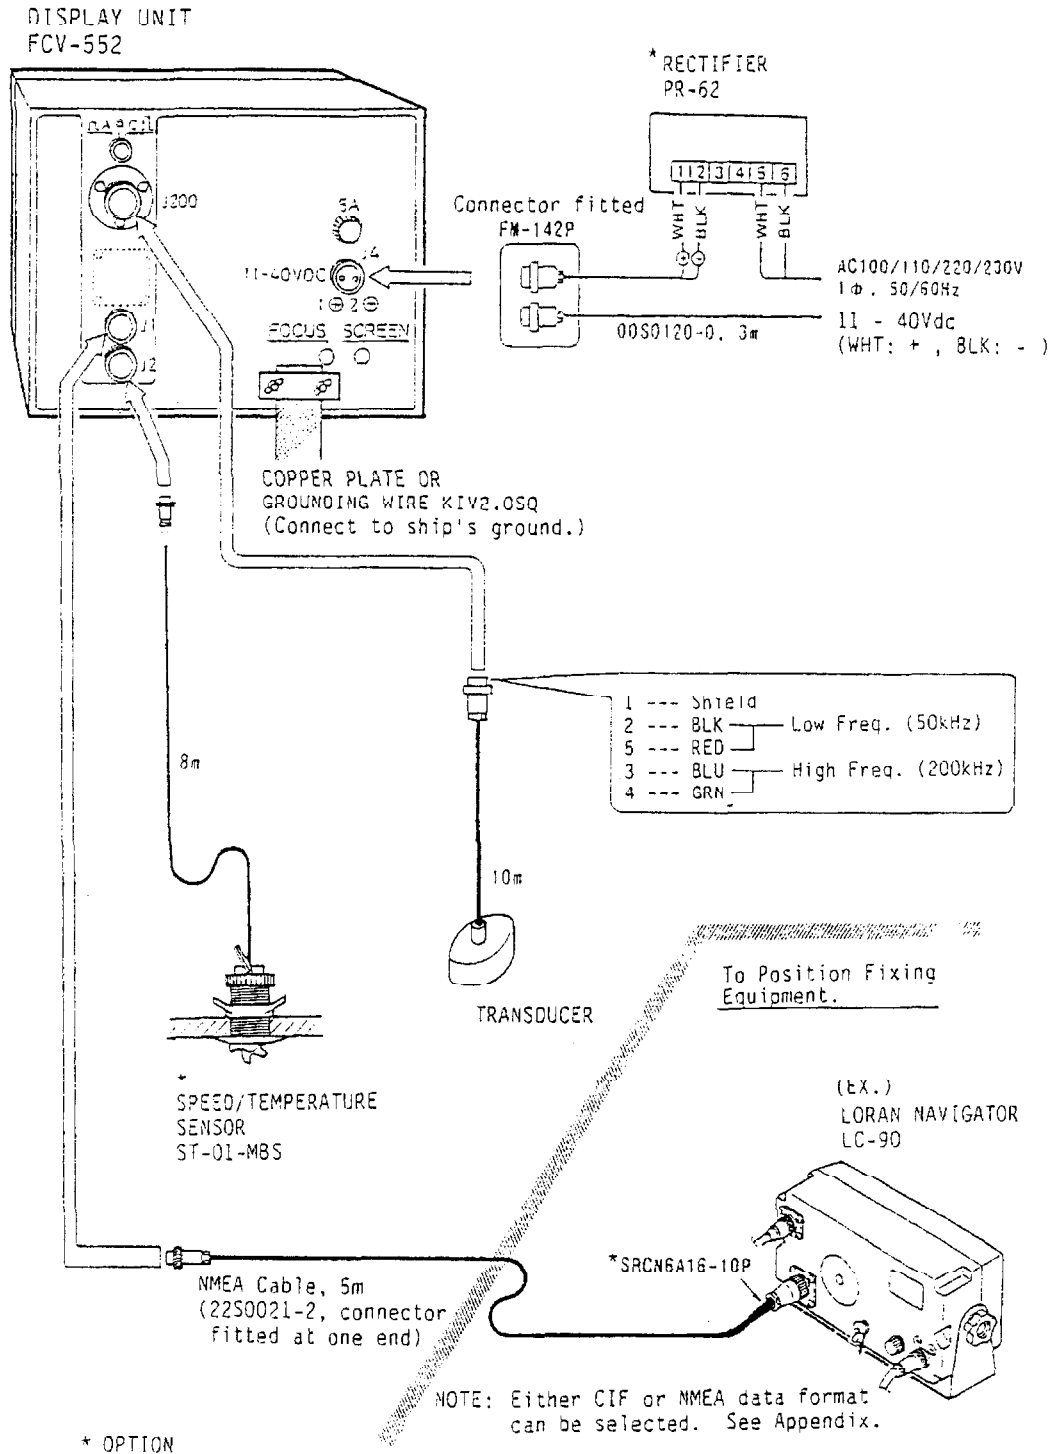 DISPLAY UNIT
FCV-552
* RECTIFIER
PR-62
1 2 3 4 5 6
WHT
BLK
WHT
BLK
+ -
J200
5A
J4
11-40VDC
1 ⊕ 2 ⊖
FOCUS SCREEN
J1
J2
Connector fitted
FM-142P
AC100/110/220/230V
1Φ, 50/60Hz
00S0120-0, 3m
11 - 40Vdc
(WHT: + , BLK: - )
COPPER PLATE OR
GROUNDING WIRE KIV2.0SQ
(Connect to ship's ground.)
1 --- Shield
2 --- BLK
Low Freq. (50kHz)
5 --- RED
3 --- BLU
High Freq. (200kHz)
4 --- GRN
8m
10m
TRANSDUCER
To Position Fixing
Equipment.
*
SPEED/TEMPERATURE
SENSOR
ST-01-MBS
(EX.)
LORAN NAVIGATOR
LC-90
*SRCN6A16-10P
NMEA Cable, 5m
(22S0021-2, connector
fitted at one end)
NOTE: Either CIF or NMEA data format
can be selected. See Appendix.
* OPTION